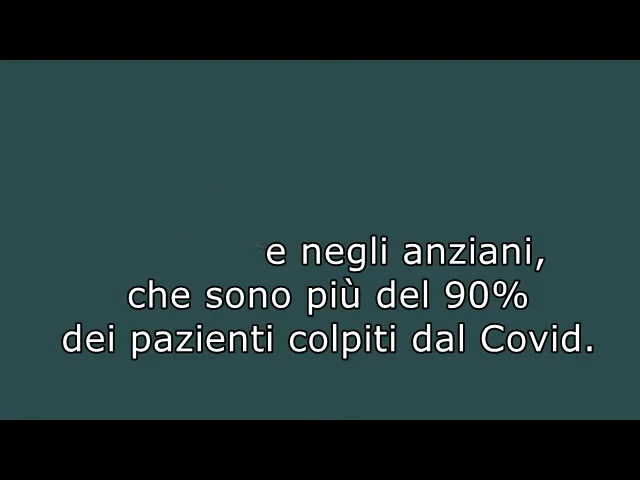 e negli anziani,
che sono più del 90%
dei pazienti colpiti dal Covid.